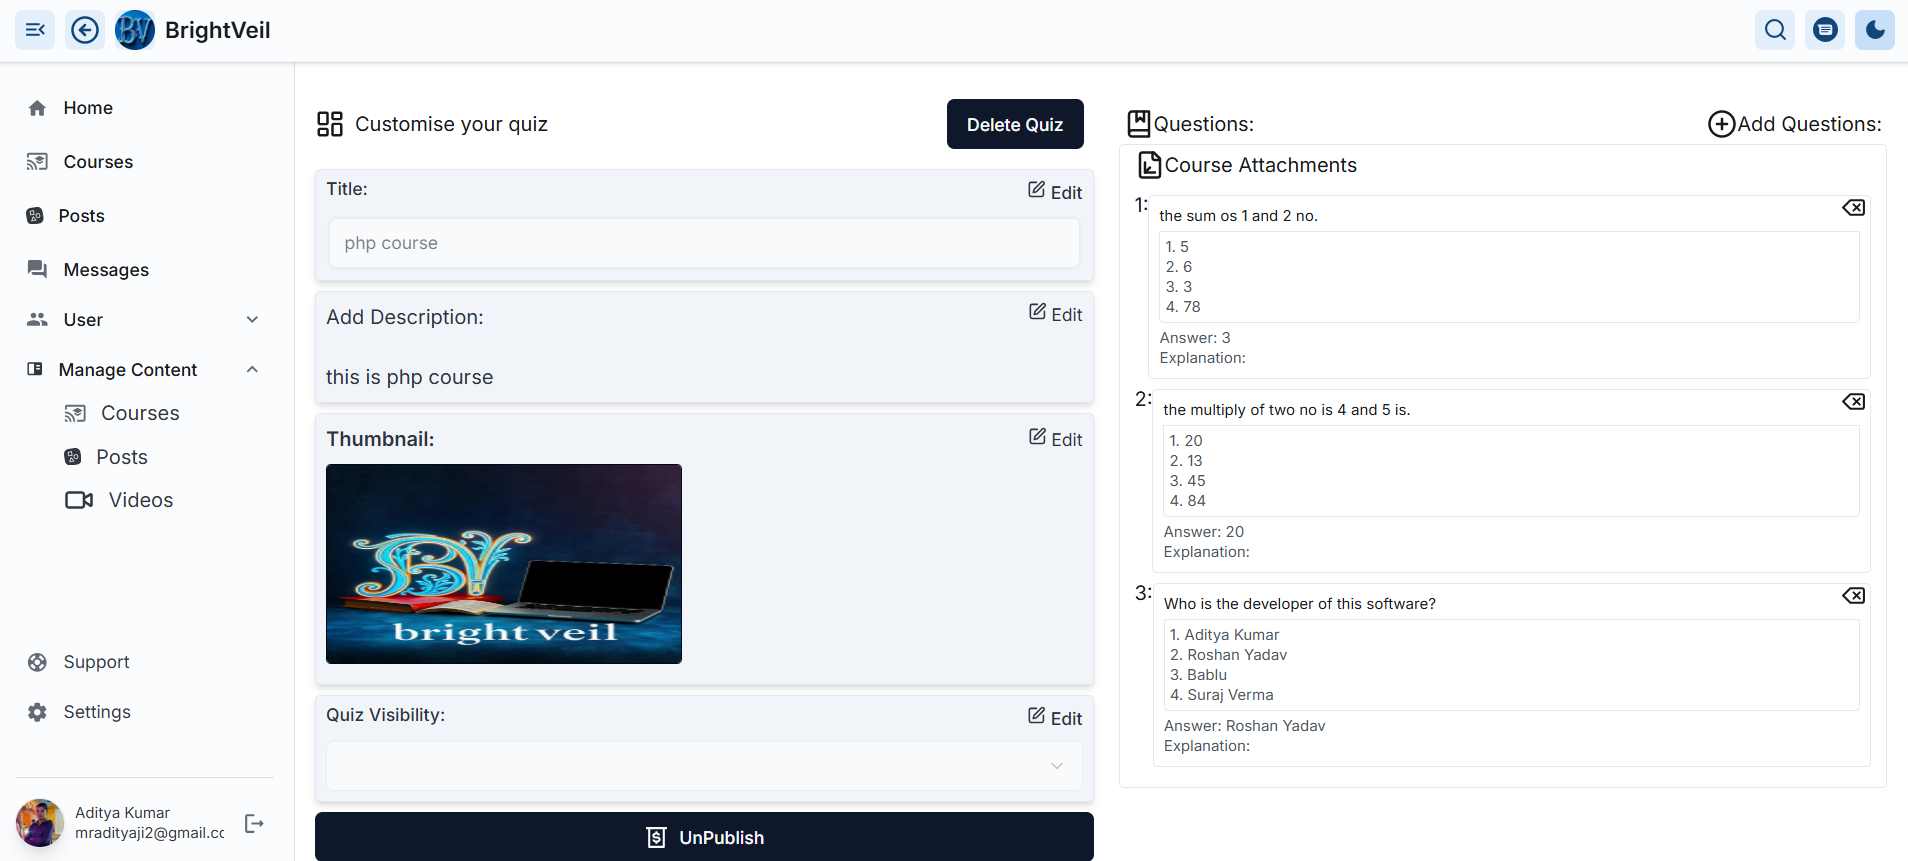 BrightVeil
Home
Courses
Posts
Messages
User
Manage Content
Courses
Posts
Videos
Support
Settings
Aditya Kumar
mradityaji2@gmail.cc
Customise your quiz
Delete Quiz
Title:
Edit
php course
Add Description:
Edit
this is php course
Thumbnail:
Edit
BV
bright veil
Quiz Visibility:
Edit
UnPublish
Questions:
Add Questions:
Course Attachments
1:
the sum os 1 and 2 no.
1. 5
2. 6
3. 3
4. 78
Answer: 3
Explanation:
2:
the multiply of two no is 4 and 5 is.
1. 20
2. 13
3. 45
4. 84
Answer: 20
Explanation:
3:
Who is the developer of this software?
1. Aditya Kumar
2. Roshan Yadav
3. Bablu
4. Suraj Verma
Answer: Roshan Yadav
Explanation: